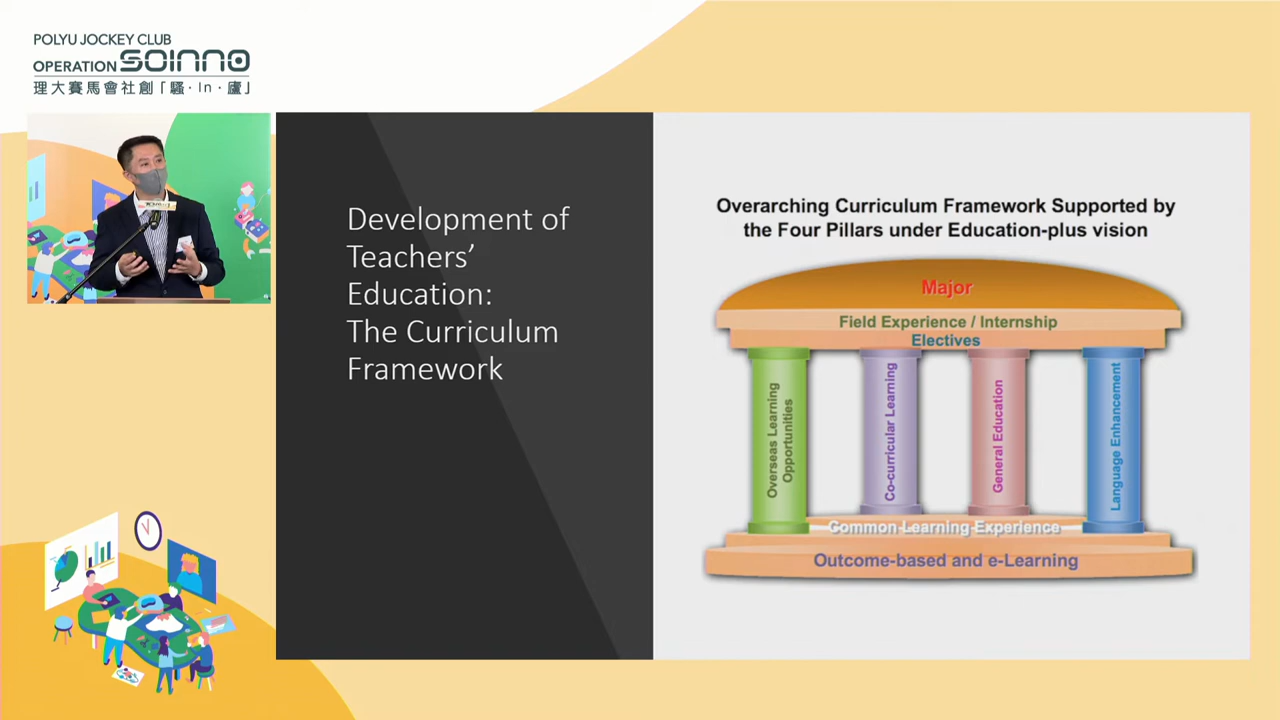 POLYU JOCKEY CLUB
OPERATION SOINNO
理大賽馬會社創「騷·In·廬」
Development of
Teachers’
Education:
The Curriculum
Framework
Overarching Curriculum Framework Supported by
the Four Pillars under Education-plus vision
Major
Field Experience / Internship
Electives
Overseas Learning
Opportunities
Co-curricular Learning
General Education
Language Enhancement
Common Learning Experience
Outcome-based and e-Learning